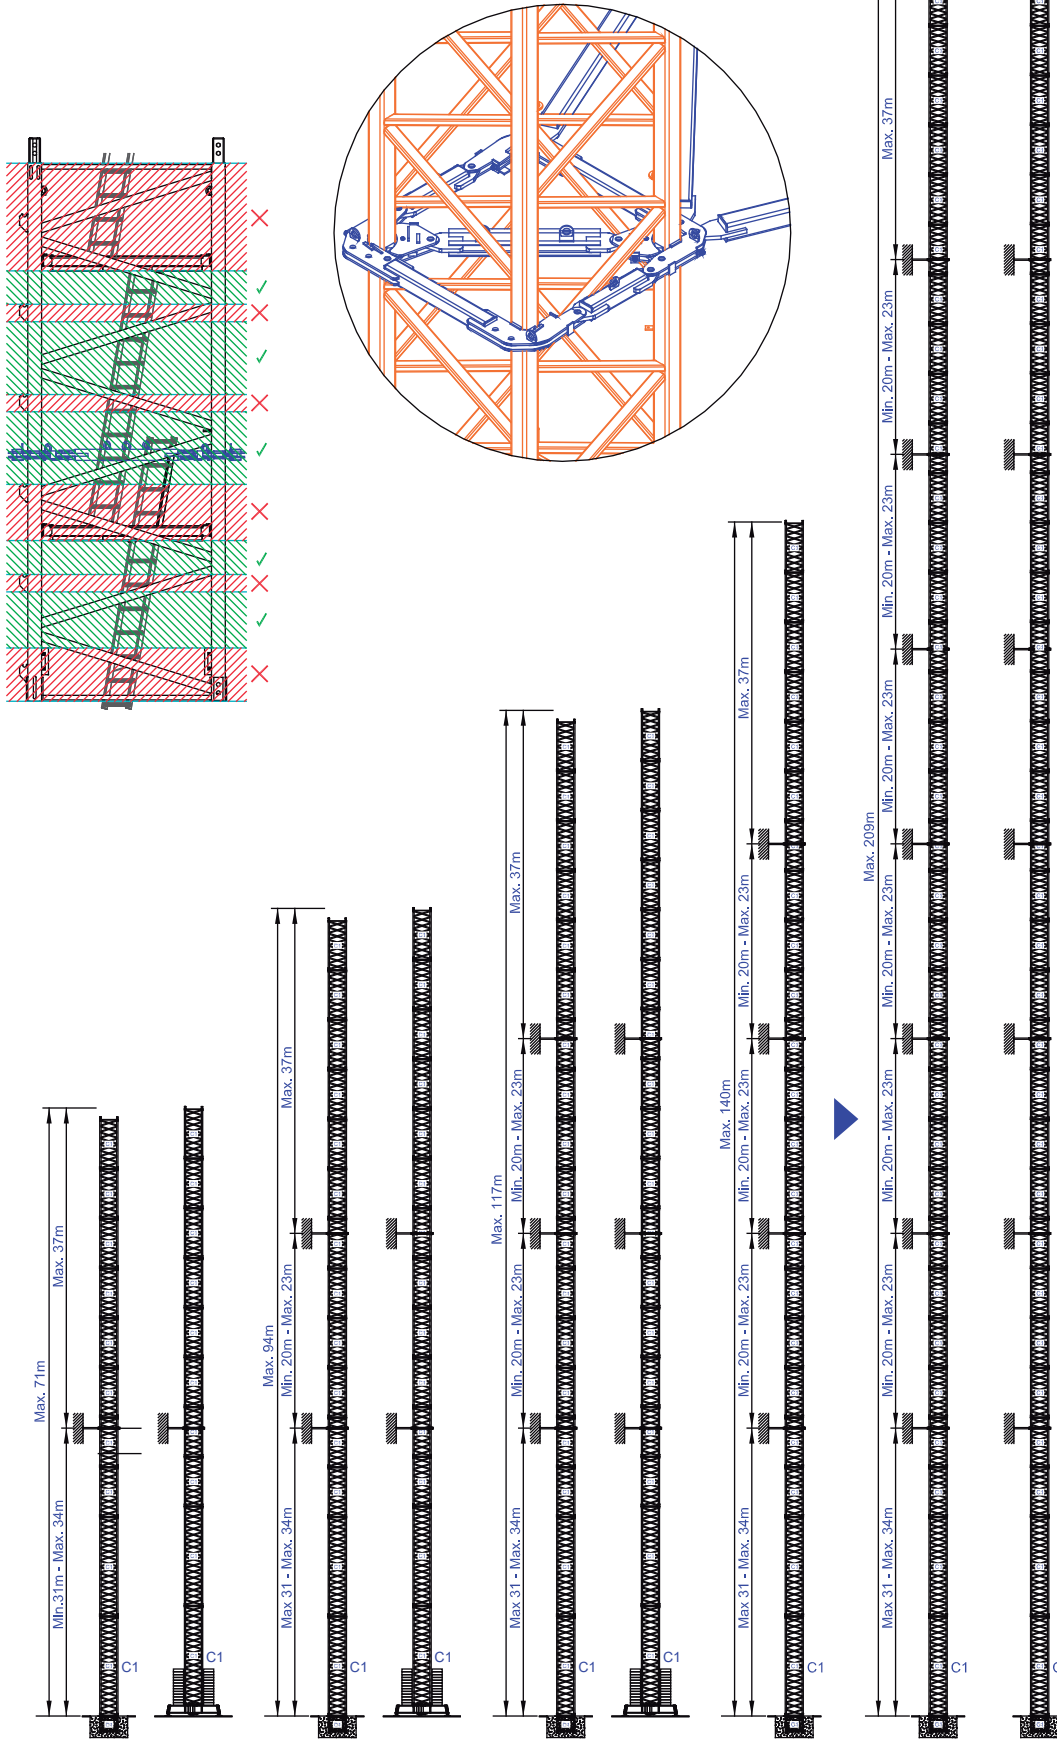 Max. 37m
Max. 71m
Min.31m - Max. 34m
C1
C1
Max. 37m
Max. 94m
Min. 20m - Max. 23m
Max 31 - Max. 34m
C1
C1
Max. 37m
Max. 117m
Min. 20m - Max. 23m
Min. 20m - Max. 23m
Max 31 - Max. 34m
C1
C1
Max. 37m
Max. 140m
Min. 20m - Max. 23m
Min. 20m - Max. 23m
Min. 20m - Max. 23m
Max 31 - Max. 34m
C1
Max. 37m
Max. 209m
Min. 20m - Max. 23m
Min. 20m - Max. 23m
Min. 20m - Max. 23m
Min. 20m - Max. 23m
Min. 20m - Max. 23m
Min. 20m - Max. 23m
Max 31 - Max. 34m
C1